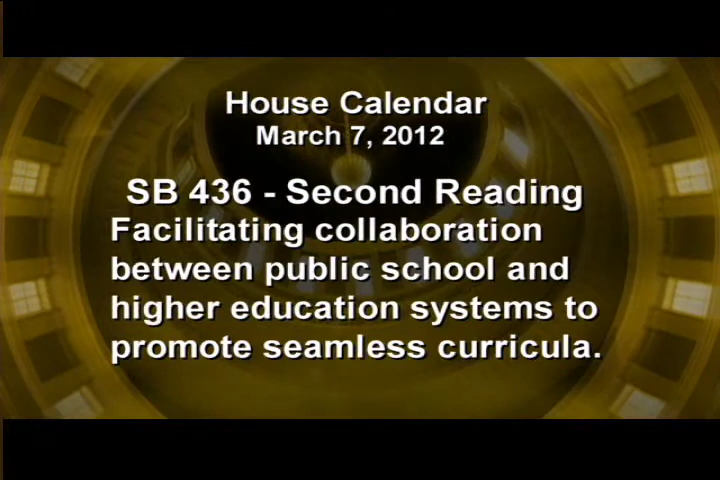 House Calendar
March 7, 2012
SB 436 - Second Reading
Facilitating collaboration
between public school and
higher education systems to
promote seamless curricula.